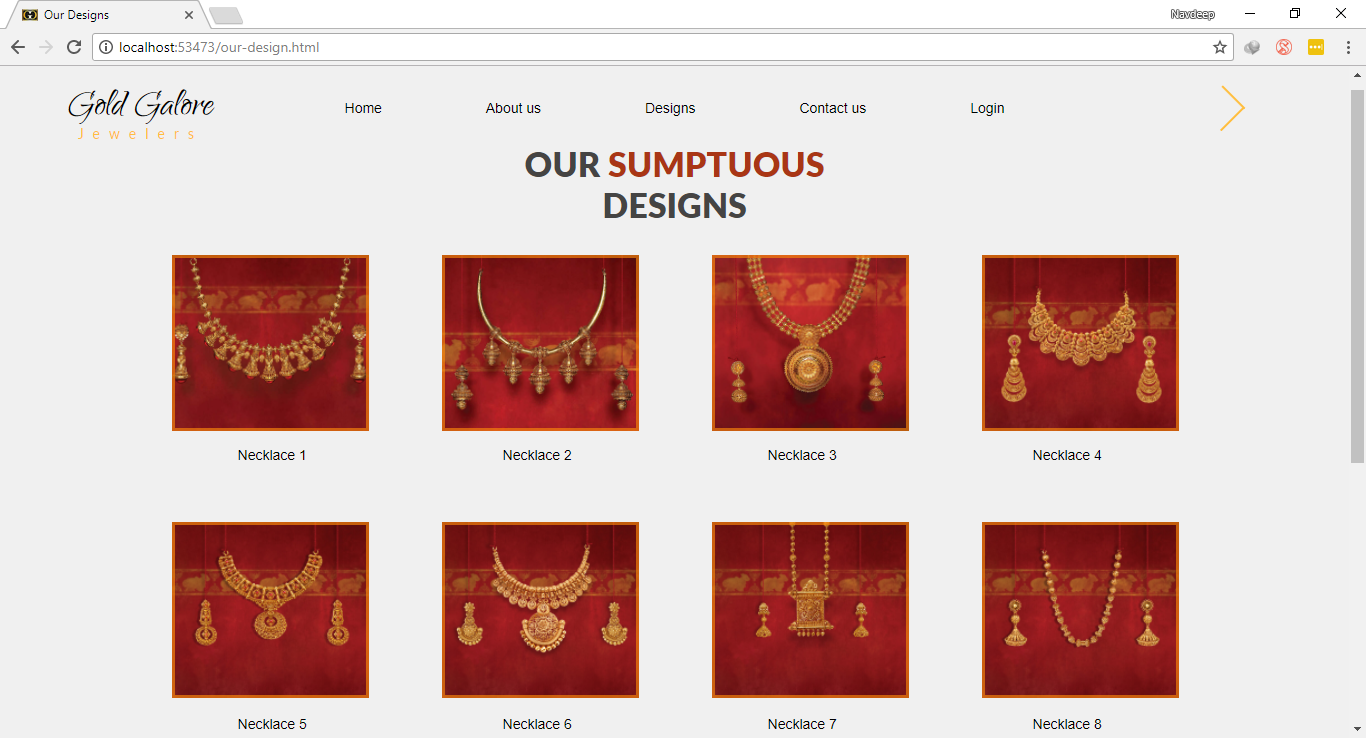 Our Designs
Navdeep
localhost:53473/our-design.html
Gold Galore
Jewelers
Home About us Designs Contact us Login
OUR SUMPTUOUS
DESIGNS
Necklace 1 Necklace 2 Necklace 3 Necklace 4
Necklace 5 Necklace 6 Necklace 7 Necklace 8